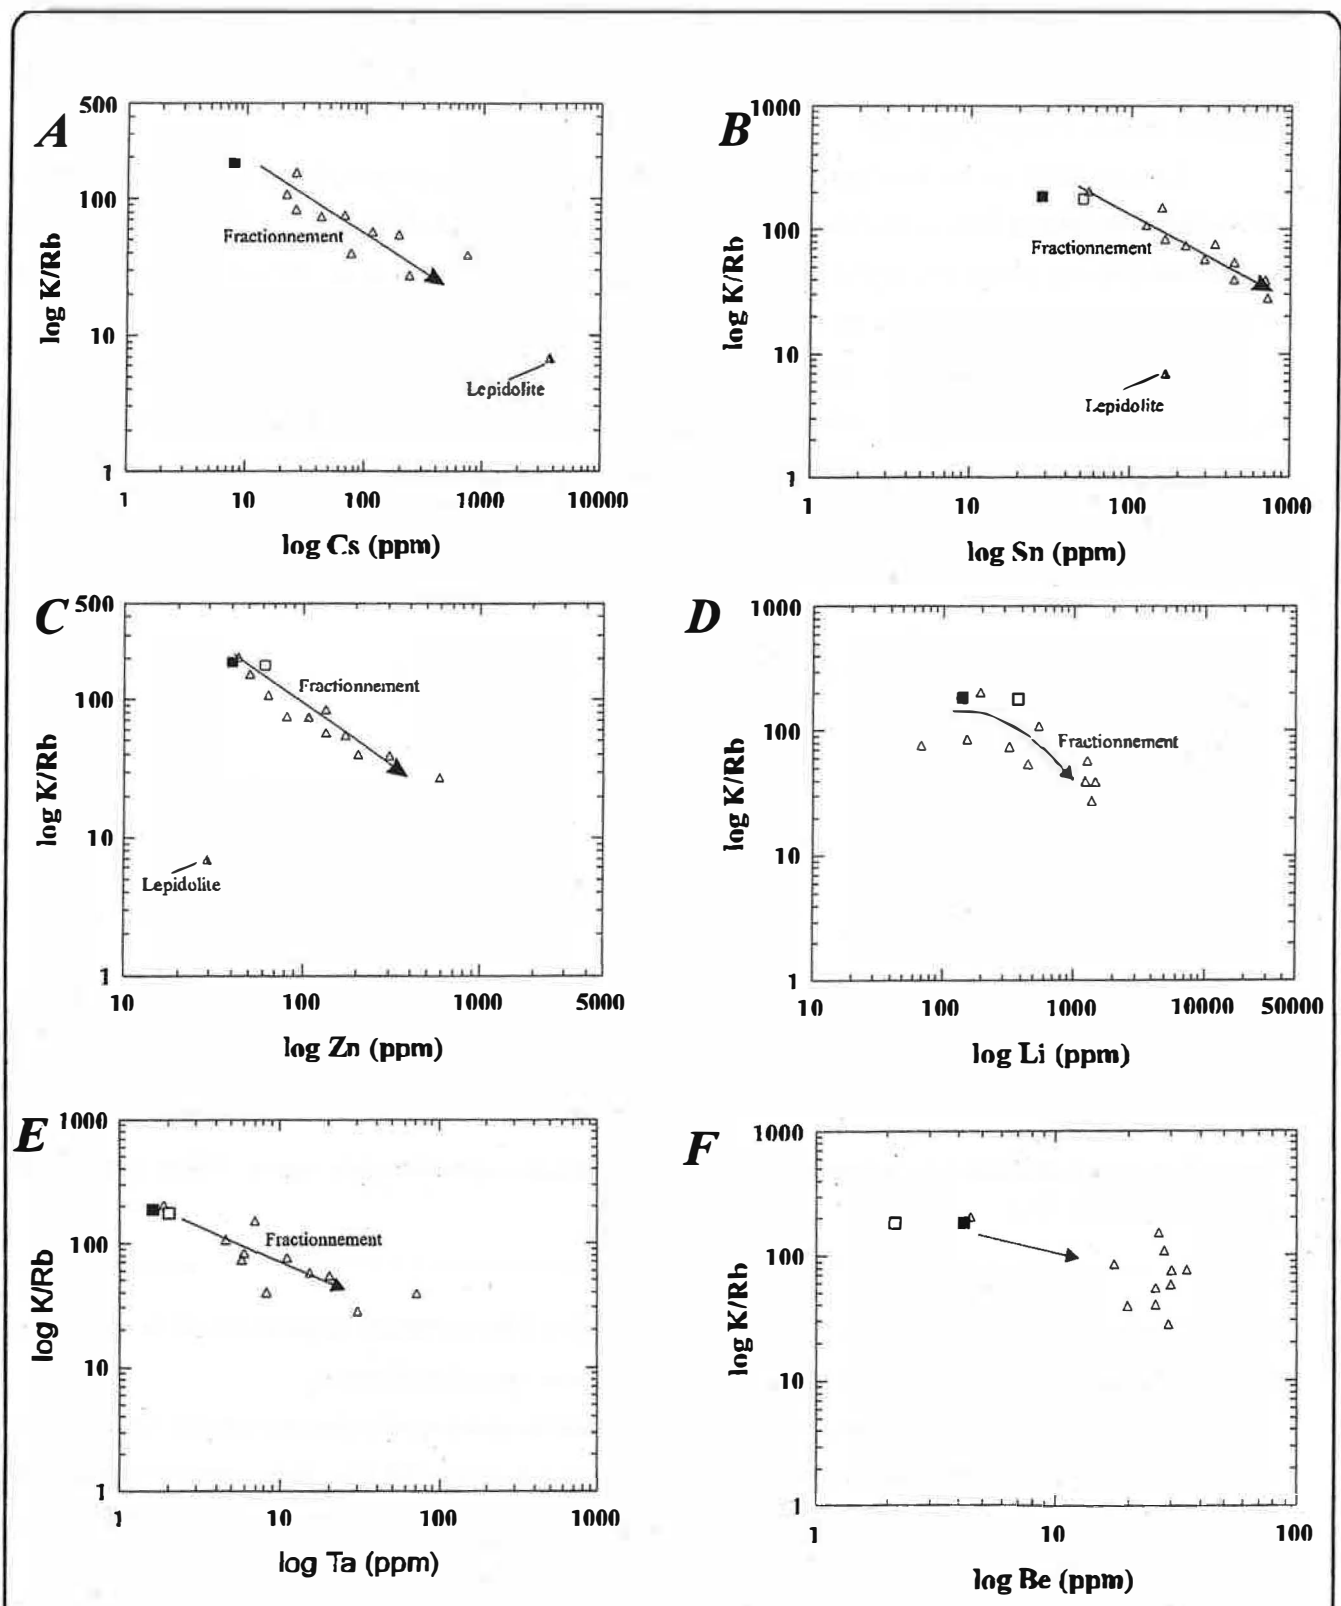 A
500
100
10
1
log K/Rb
Fractionnement
Lepidolite
1 10 100 1000 10000
log Cs (ppm)
B
1000
100
10
1
log K/Rb
Fractionnement
Lepidolite
1 10 100 1000
log Sn (ppm)
C
500
100
10
1
log K/Rb
Fractionnement
Lepidolite
10 100 1000 5000
log Zn (ppm)
D
1000
100
10
1
log K/Rb
Fractionnement
10 100 1000 10000 50000
log Li (ppm)
E
1000
100
10
1
log K/Rb
Fractionnement
1 10 100 1000
log Ta (ppm)
F
1000
100
10
1
log K/Rb
1 10 100
log Be (ppm)